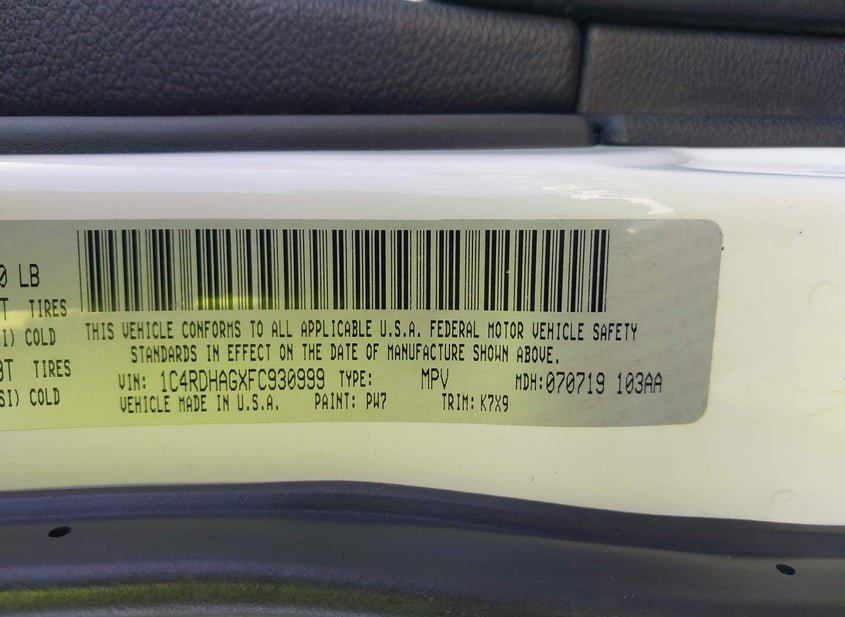 0 LB
T TIRES
I) COLD
THIS VEHICLE CONFORMS TO ALL APPLICABLE U.S.A. FEDERAL MOTOR VEHICLE SAFETY
STANDARDS IN EFFECT ON THE DATE OF MANUFACTURE SHOWN ABOVE.
T TIRES
SI) COLD
VIN: 1C4RDHAGXFC930999 TYPE: MPV MDH: 070719 103AA
VEHICLE MADE IN U.S.A. PAINT: PW7 TRIM: K7X9